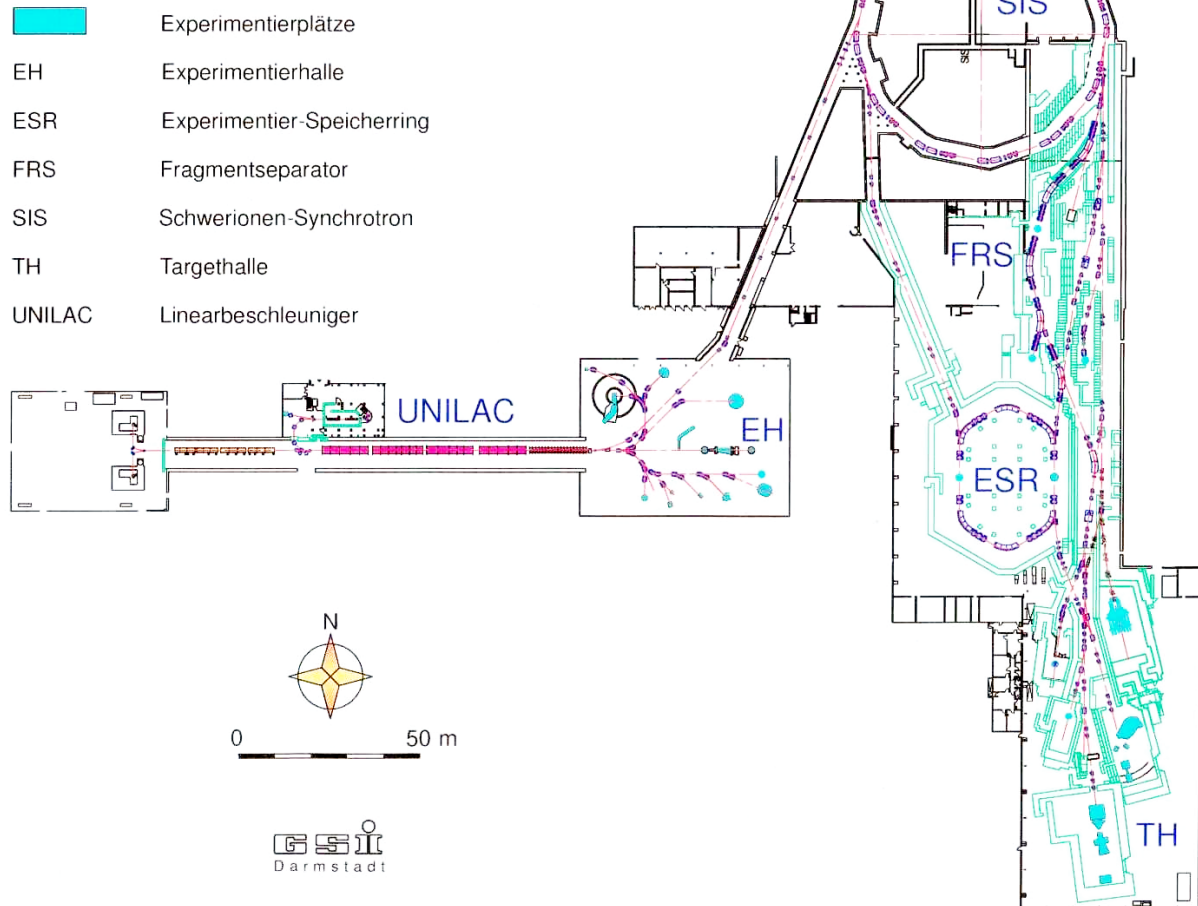 Experimentierplätze
EH Experimentierhalle
ESR Experimentier-Speicherring
FRS Fragmentseparator
SIS Schwerionen-Synchrotron
TH Targethalle
UNILAC Linearbeschleuniger
SIS
SIS
FRS
UNILAC
EH
ESR
N
0 50 m
TH
GSI
Darmstadt